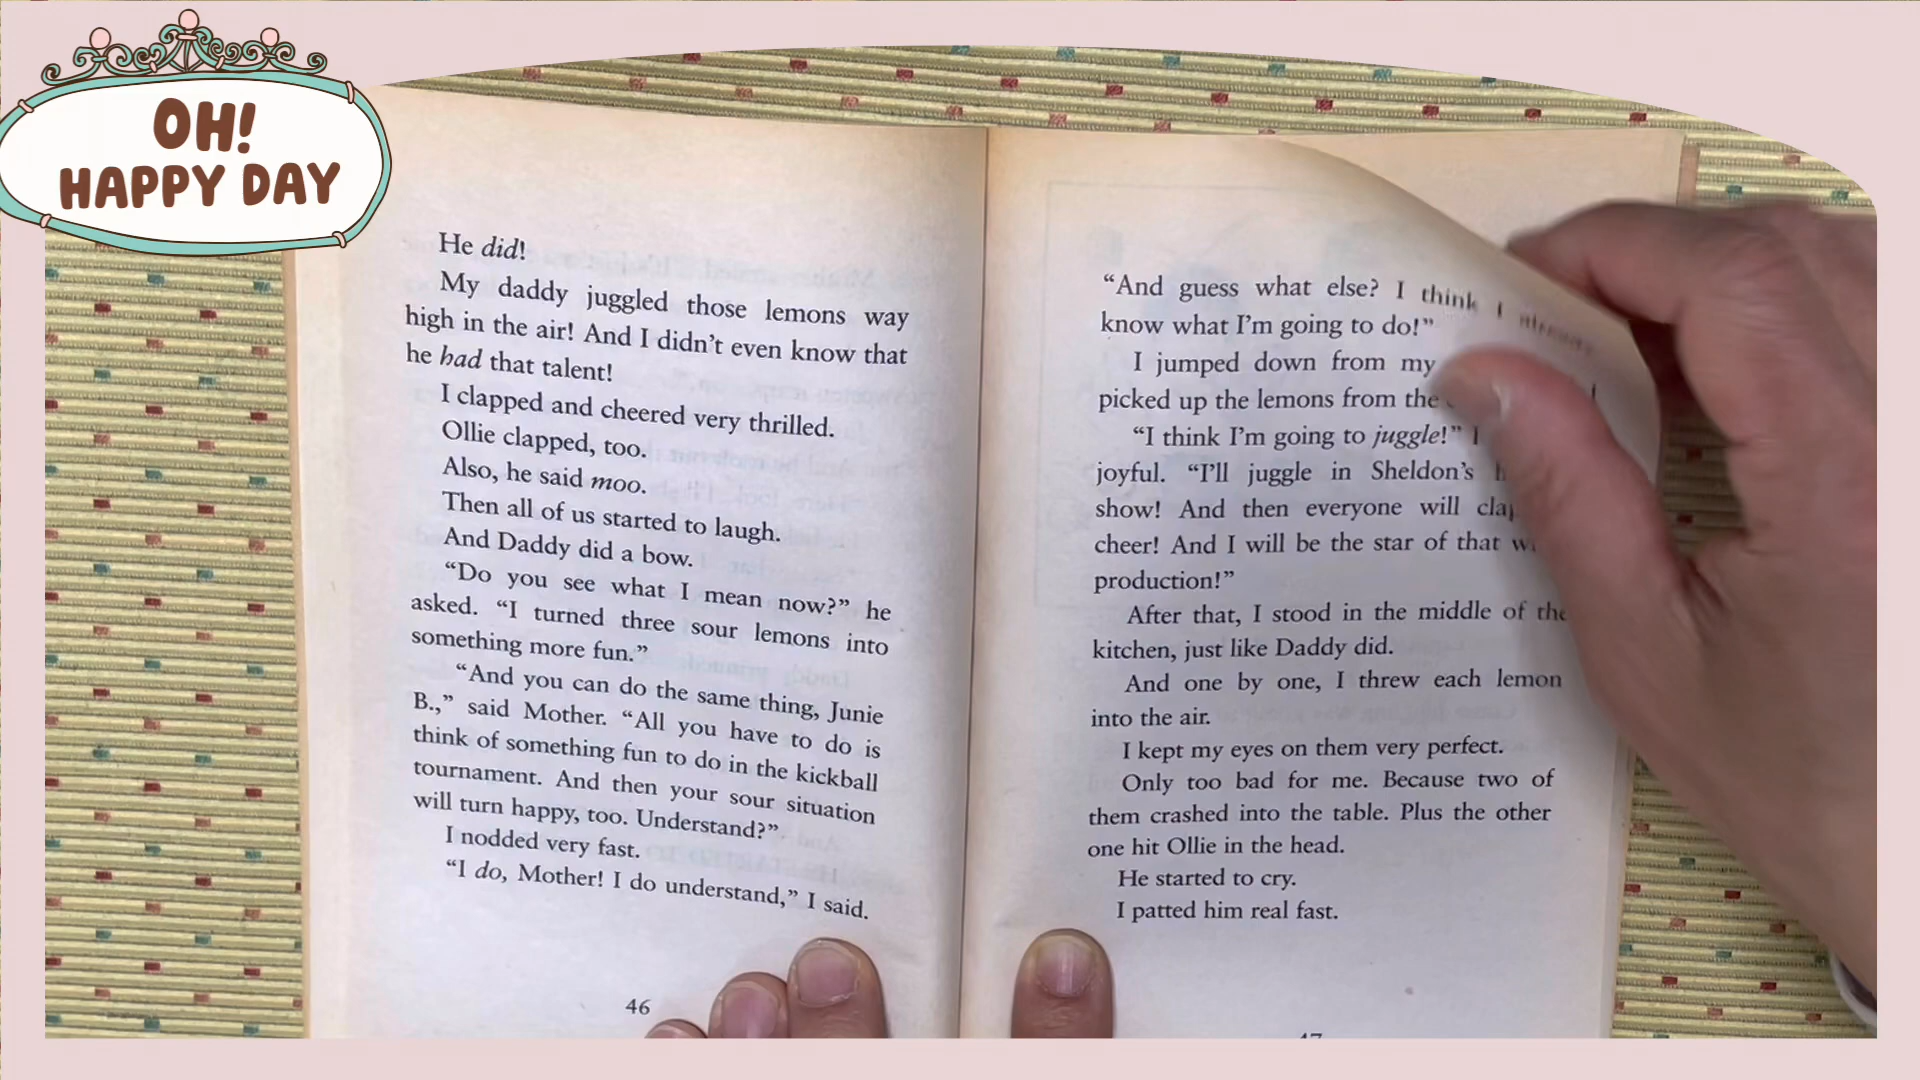 OH!
HAPPY DAY
He did!
My daddy juggled those lemons way
high in the air! And I didn't even know that
he had that talent!
I clapped and cheered very thrilled.
Ollie clapped, too.
Also, he said moo.
Then all of us started to laugh.
And Daddy did a bow.
“Do you see what I mean now?” he
asked. “I turned three sour lemons into
something more fun.”
“And you can do the same thing, Junie
B.,” said Mother. “All you have to do is
think of something fun to do in the kickball
tournament. And then your sour situation
will turn happy, too. Understand?”
I nodded very fast.
“I do, Mother! I do understand,” I said.
46
“And guess what else? I think I already
know what I'm going to do!”
I jumped down from my
picked up the lemons from the
“I think I'm going to juggle!” I
joyful. “I'll juggle in Sheldon's
show! And then everyone will
cheer! And I will be the star of that
production!”
After that, I stood in the middle of the
kitchen, just like Daddy did.
And one by one, I threw each lemon
into the air.
I kept my eyes on them very perfect.
Only too bad for me. Because two of
them crashed into the table. Plus the other
one hit Ollie in the head.
He started to cry.
I patted him real fast.